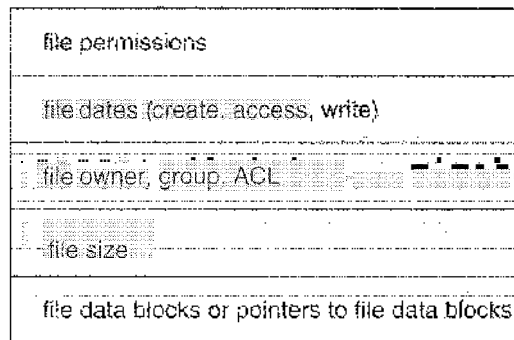 file permissions
file dates (create, access, write)
file owner, group, ACL
file size
file data blocks or pointers to file data blocks